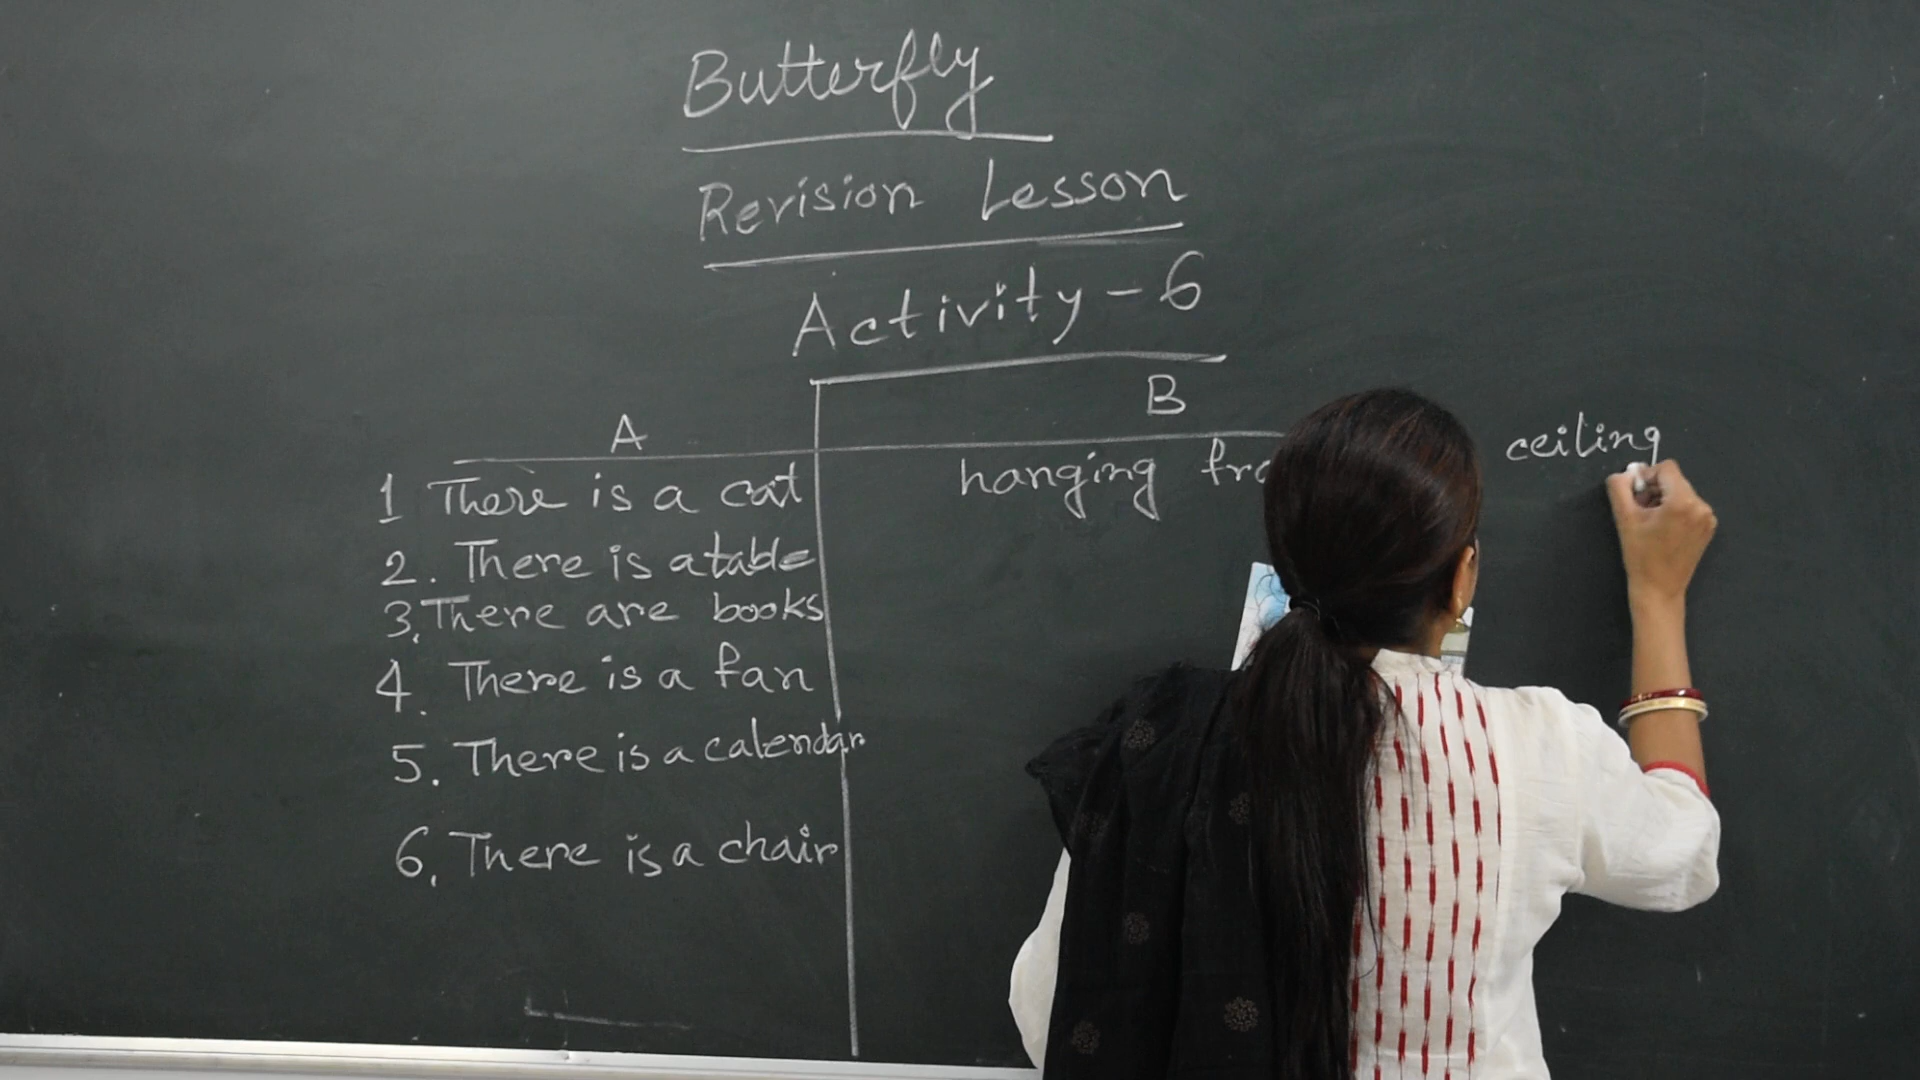 Butterfly
Revision Lesson
Activity-6
A
B
1 There is a cat
hanging fro ceiling
2. There is a table
3. There are books
4. There is a fan
5. There is a calendar
6. There is a chair